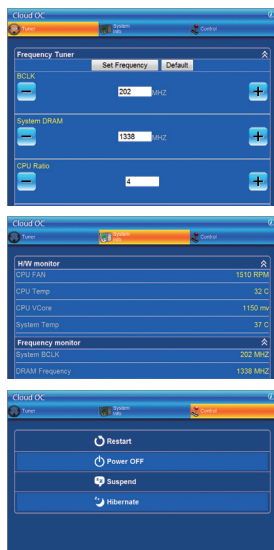 Cloud OC
Tuner
System Info
Control
Frequency Tuner
Set Frequency Default
BCLK
202 MHZ
System DRAM
1338 MHZ
CPU Ratio
4
Cloud OC
Tuner
System Info
Control
H/W monitor
CPU FAN 1510 RPM
CPU Temp 32 C
CPU VCore 1150 mv
System Temp 37 C
Frequency monitor
System BCLK 202 MHZ
DRAM Frequency 1338 MHZ
Cloud OC
Tuner
System Info
Control
Restart
Power OFF
Suspend
Hibernate